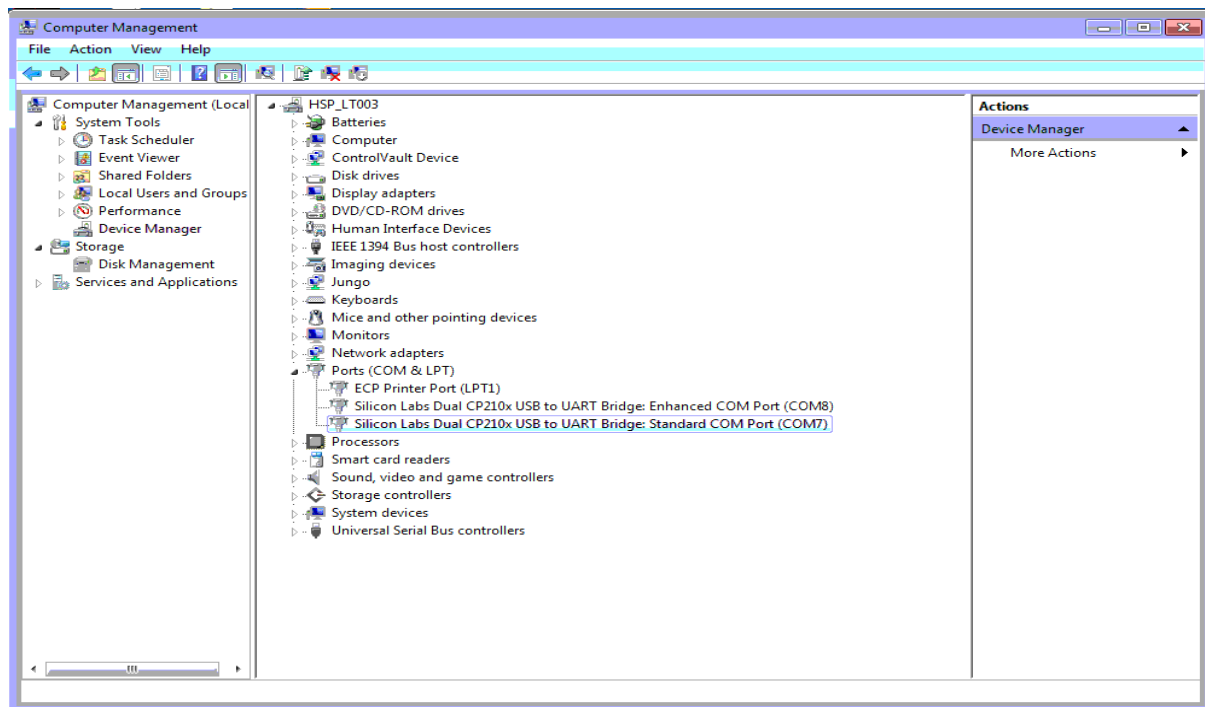 Computer Management
File Action View Help
Computer Management (Local
System Tools
Task Scheduler
Event Viewer
Shared Folders
Local Users and Groups
Performance
Device Manager
Storage
Disk Management
Services and Applications
HSP_LT003
Batteries
Computer
ControlVault Device
Disk drives
Display adapters
DVD/CD-ROM drives
Human Interface Devices
IEEE 1394 Bus host controllers
Imaging devices
Jungo
Keyboards
Mice and other pointing devices
Monitors
Network adapters
Ports (COM & LPT)
ECP Printer Port (LPT1)
Silicon Labs Dual CP210x USB to UART Bridge: Enhanced COM Port (COM8)
Silicon Labs Dual CP210x USB to UART Bridge: Standard COM Port (COM7)
Processors
Smart card readers
Sound, video and game controllers
Storage controllers
System devices
Universal Serial Bus controllers
Actions
Device Manager
More Actions